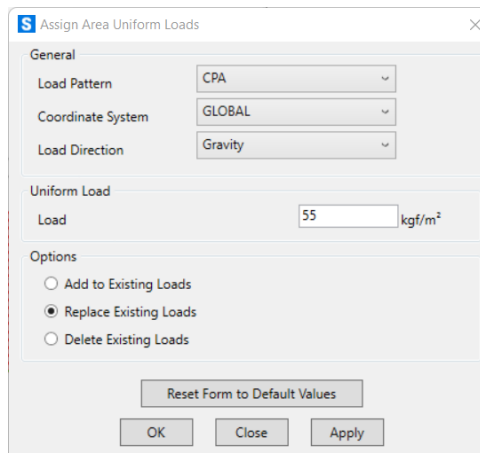 S Assign Area Uniform Loads
General
Load Pattern CPA
Coordinate System GLOBAL
Load Direction Gravity
Uniform Load
Load 55 kgf/m²
Options
Add to Existing Loads
Replace Existing Loads
Delete Existing Loads
Reset Form to Default Values
OK Close Apply